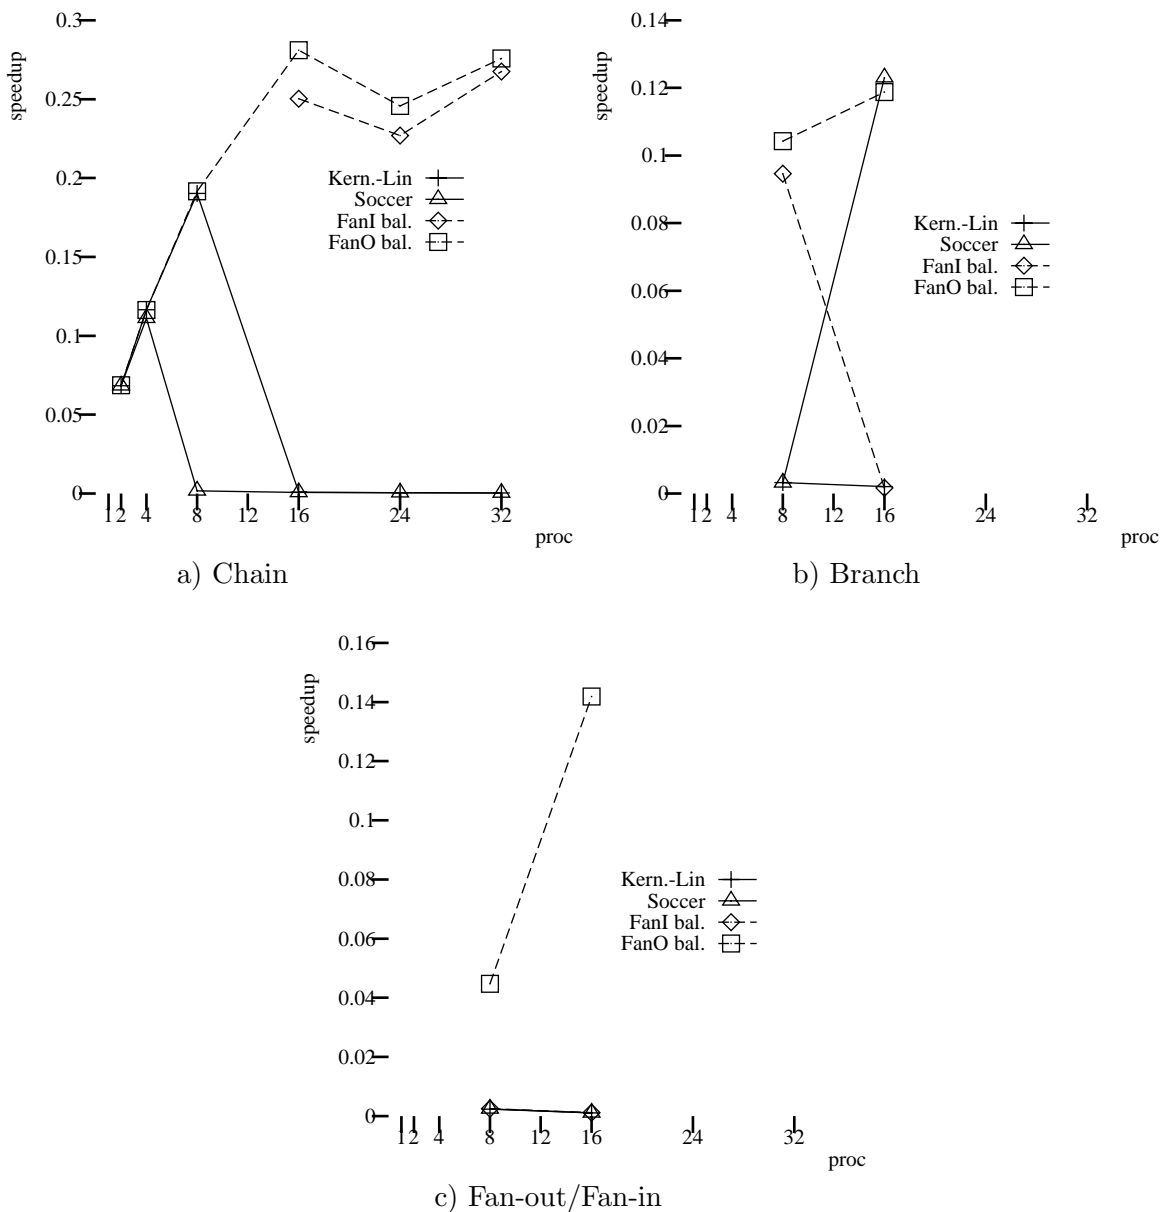 0.3
speedup
0.25
0.2
0.15
0.1
0.05
0
Kern.-Lin
Soccer
FanI bal.
FanO bal.
1 2 4 8 12 16 24 32
proc
a) Chain
0.14
speedup
0.12
0.1
0.08
0.06
0.04
0.02
0
Kern.-Lin
Soccer
FanI bal.
FanO bal.
1 2 4 8 12 16 24 32
proc
b) Branch
0.16
speedup
0.14
0.12
0.1
0.08
0.06
0.04
0.02
0
Kern.-Lin
Soccer
FanI bal.
FanO bal.
1 2 4 8 12 16 24 32
proc
c) Fan-out/Fan-in